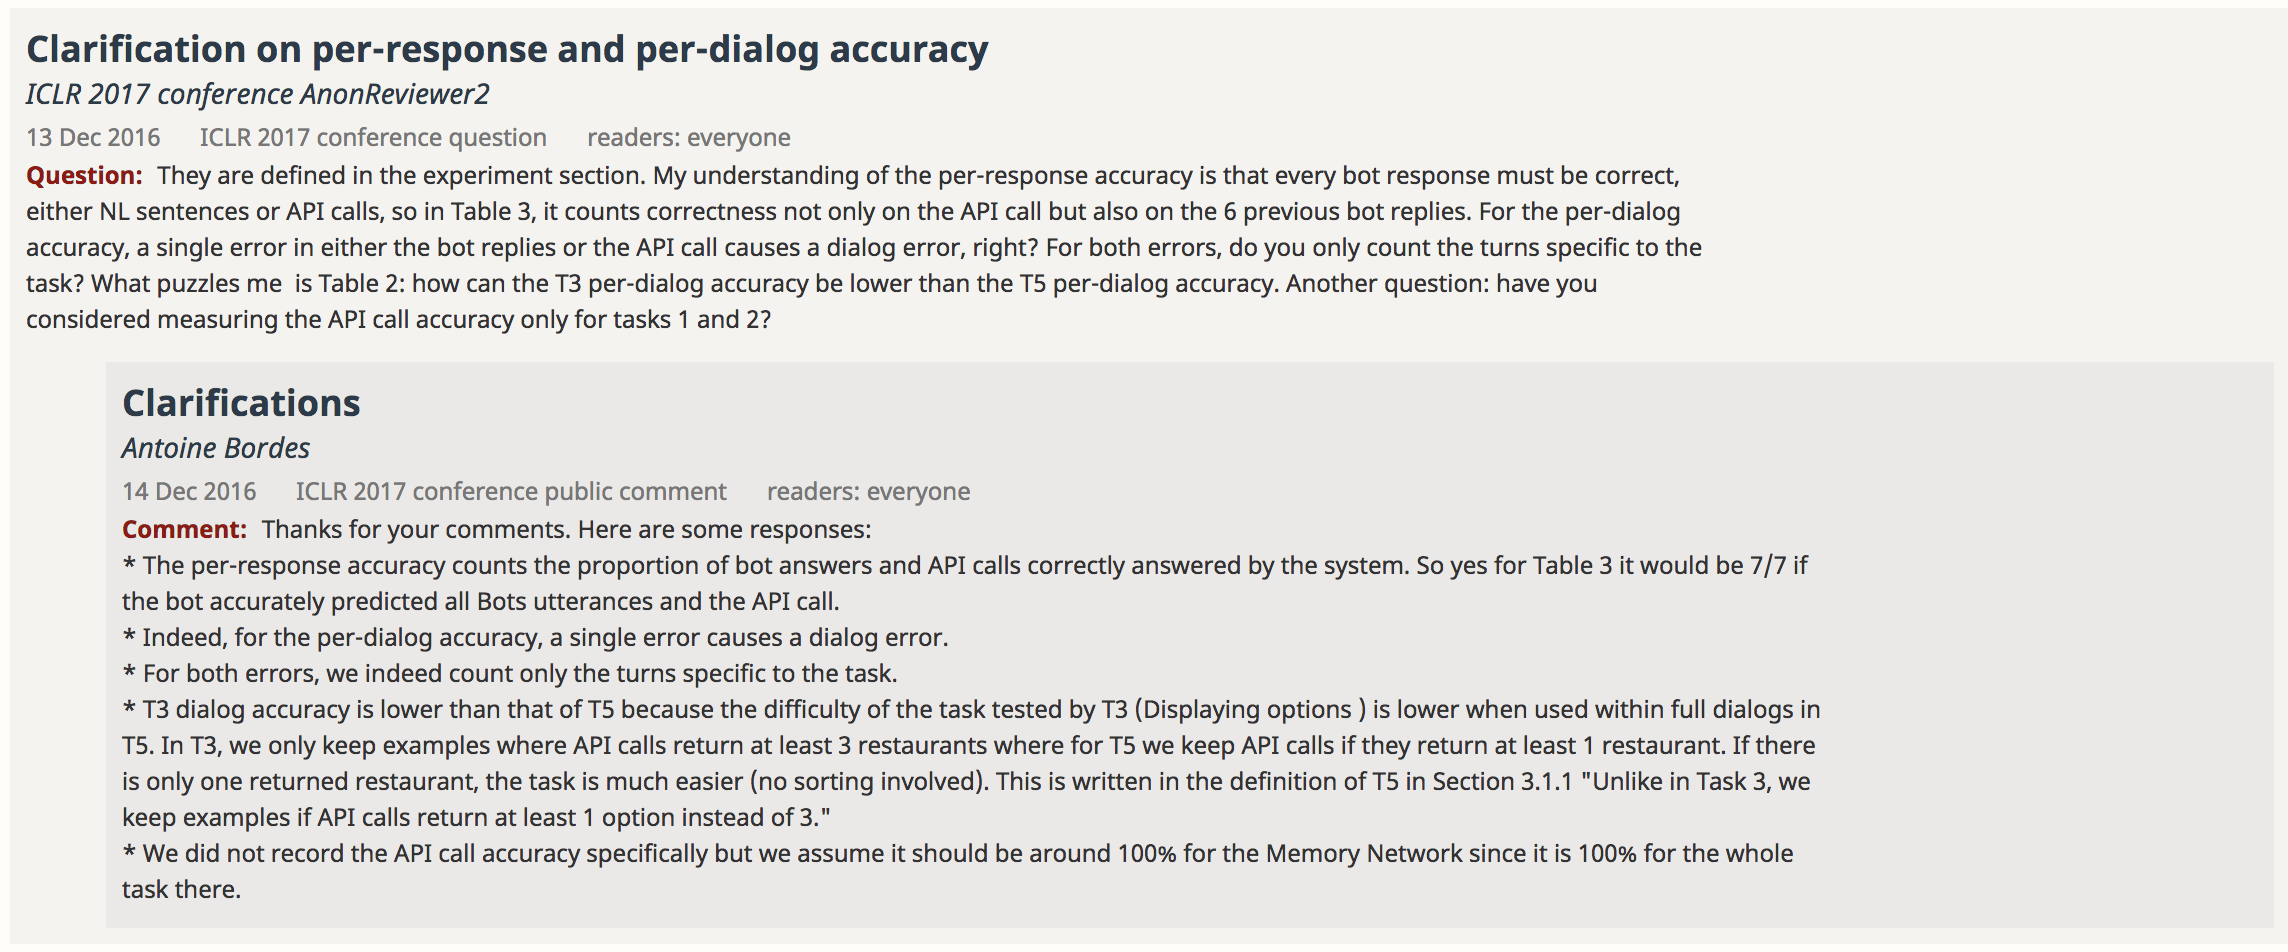 Clarification on per-response and per-dialog accuracy
ICLR 2017 conference AnonReviewer2
13 Dec 2016 ICLR 2017 conference question readers: everyone
Question: They are defined in the experiment section. My understanding of the per-response accuracy is that every bot response must be correct,
either NL sentences or API calls, so in Table 3, it counts correctness not only on the API call but also on the 6 previous bot replies. For the per-dialog
accuracy, a single error in either the bot replies or the API call causes a dialog error, right? For both errors, do you only count the turns specific to the
task? What puzzles me  is Table 2: how can the T3 per-dialog accuracy be lower than the T5 per-dialog accuracy. Another question: have you
considered measuring the API call accuracy only for tasks 1 and 2?
Clarifications
Antoine Bordes
14 Dec 2016 ICLR 2017 conference public comment readers: everyone
Comment: Thanks for your comments. Here are some responses:
* The per-response accuracy counts the proportion of bot answers and API calls correctly answered by the system. So yes for Table 3 it would be 7/7 if
the bot accurately predicted all Bots utterances and the API call.
* Indeed, for the per-dialog accuracy, a single error causes a dialog error.
* For both errors, we indeed count only the turns specific to the task.
* T3 dialog accuracy is lower than that of T5 because the difficulty of the task tested by T3 (Displaying options ) is lower when used within full dialogs in
T5. In T3, we only keep examples where API calls return at least 3 restaurants where for T5 we keep API calls if they return at least 1 restaurant. If there
is only one returned restaurant, the task is much easier (no sorting involved). This is written in the definition of T5 in Section 3.1.1 "Unlike in Task 3, we
keep examples if API calls return at least 1 option instead of 3."
* We did not record the API call accuracy specifically but we assume it should be around 100% for the Memory Network since it is 100% for the whole
task there.